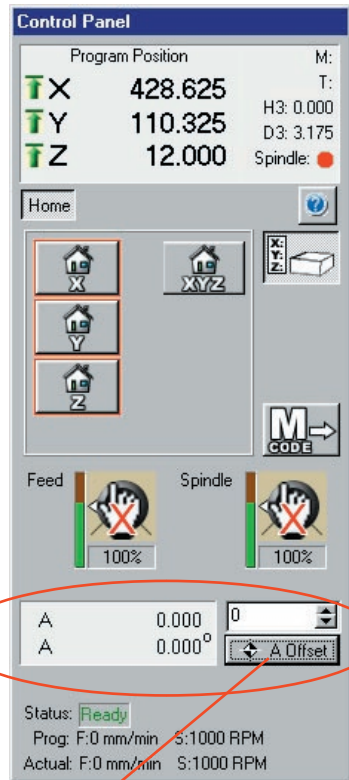 Control Panel
Program Position M:
X 428.625 T:
Y 110.325 H3: 0.000
D3: 3.175
Z 12.000 Spindle:
Home
X
XYZ
X:
Y:
Z:
Y
Z
M
CODE
Feed Spindle
100% 100%
A 0.000 0
A 0.000° A Offset
Status: Ready
Prog: F:0 mm/min S:1000 RPM
Actual: F:0 mm/min S:1000 RPM